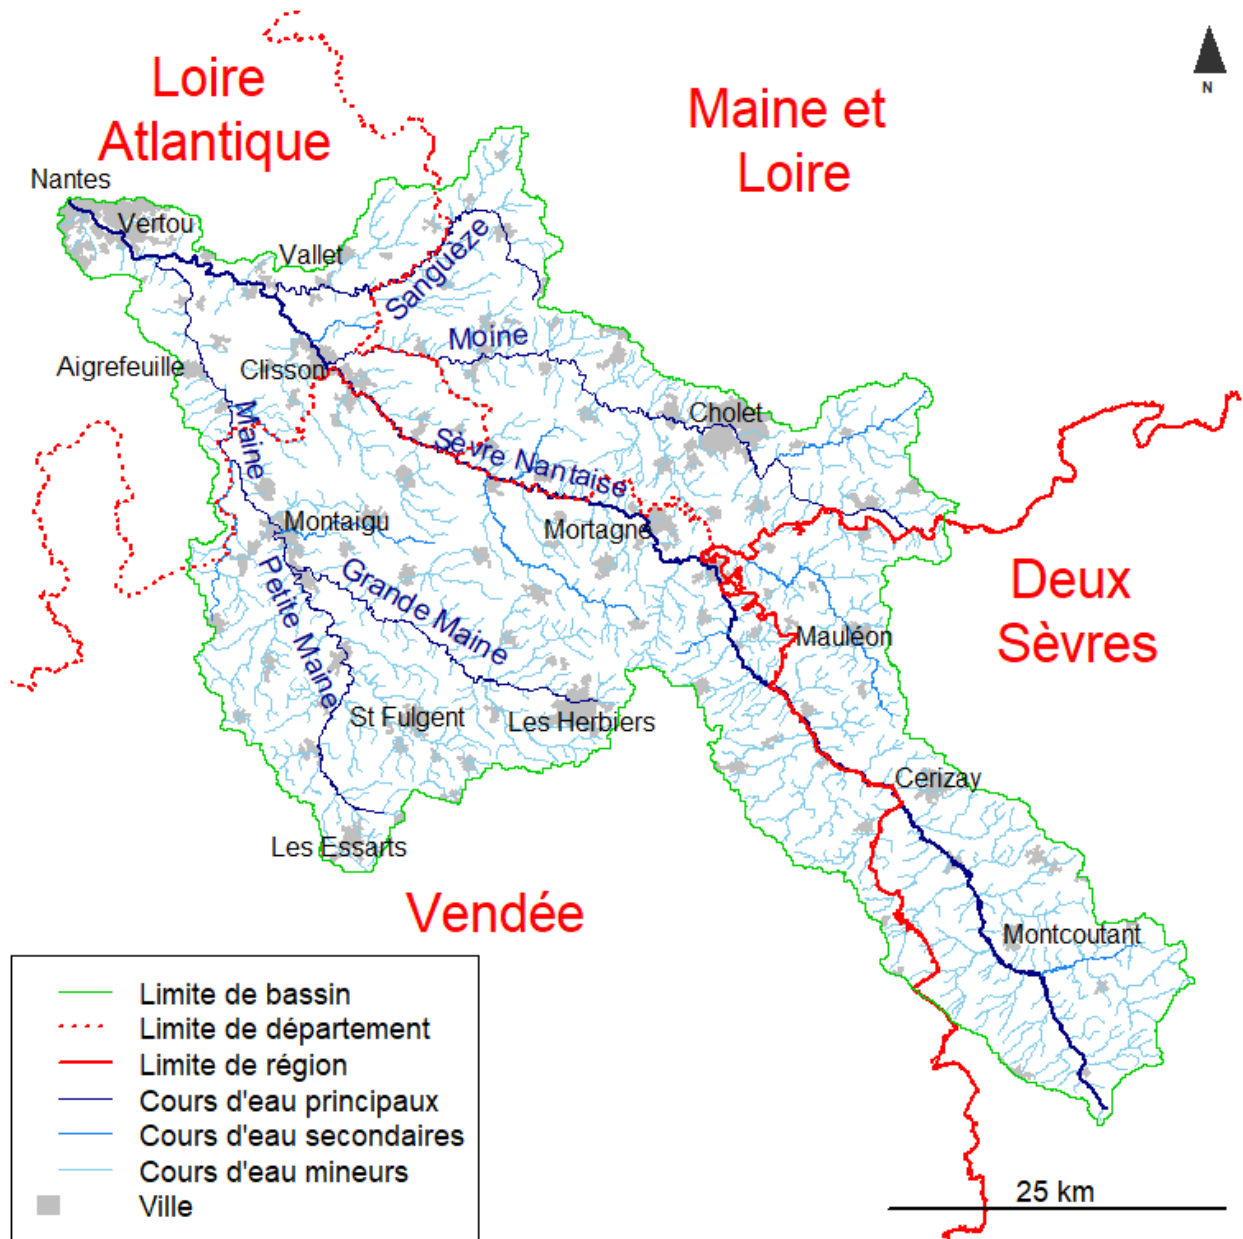 N
Loire
Atlantique
Maine et
Loire
Nantes
Vertou
Vallet
Sanguèze
Moine
Aigrefeuille
Clisson
Cholet
Maine
Sèvre Nantaise
Montaigu
Mortagne
Grande Maine
Petite Maine
Deux
Sèvres
Mauléon
St Fulgent
Les Herbiers
Cerizay
Les Essarts
Vendée
Montcoutant
Limite de bassin
Limite de département
Limite de région
Cours d'eau principaux
Cours d'eau secondaires
Cours d'eau mineurs
Ville
25 km